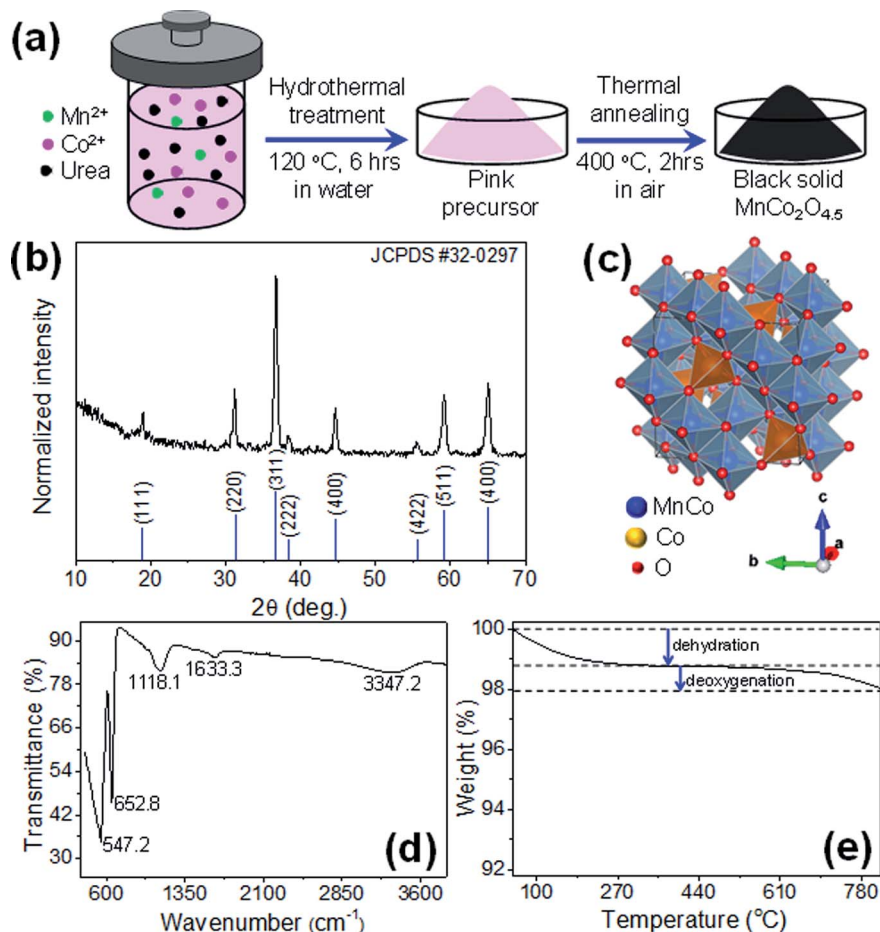 (a)
Mn²⁺
Co²⁺
Urea
Hydrothermal
treatment
120 °C, 6 hrs
in water
Pink
precursor
Thermal
annealing
400 °C, 2hrs
in air
Black solid
MnCo₂O₄.₅
(b)
JCPDS #32-0297
Normalized intensity
(111)
(220)
(311)
(222)
(400)
(422)
(511)
(400)
10 20 30 40 50 60 70
2θ (deg.)
(c)
MnCo
Co
O
c
b
a
Transmittance (%)
90
78
66
54
42
30
1118.1
1633.3
3347.2
652.8
547.2
(d)
600 1350 2100 2850 3600
Wavenumber (cm⁻¹)
Weight (%)
100
98
96
94
92
dehydration
deoxygenation
(e)
100 270 440 610 780
Temperature (°C)